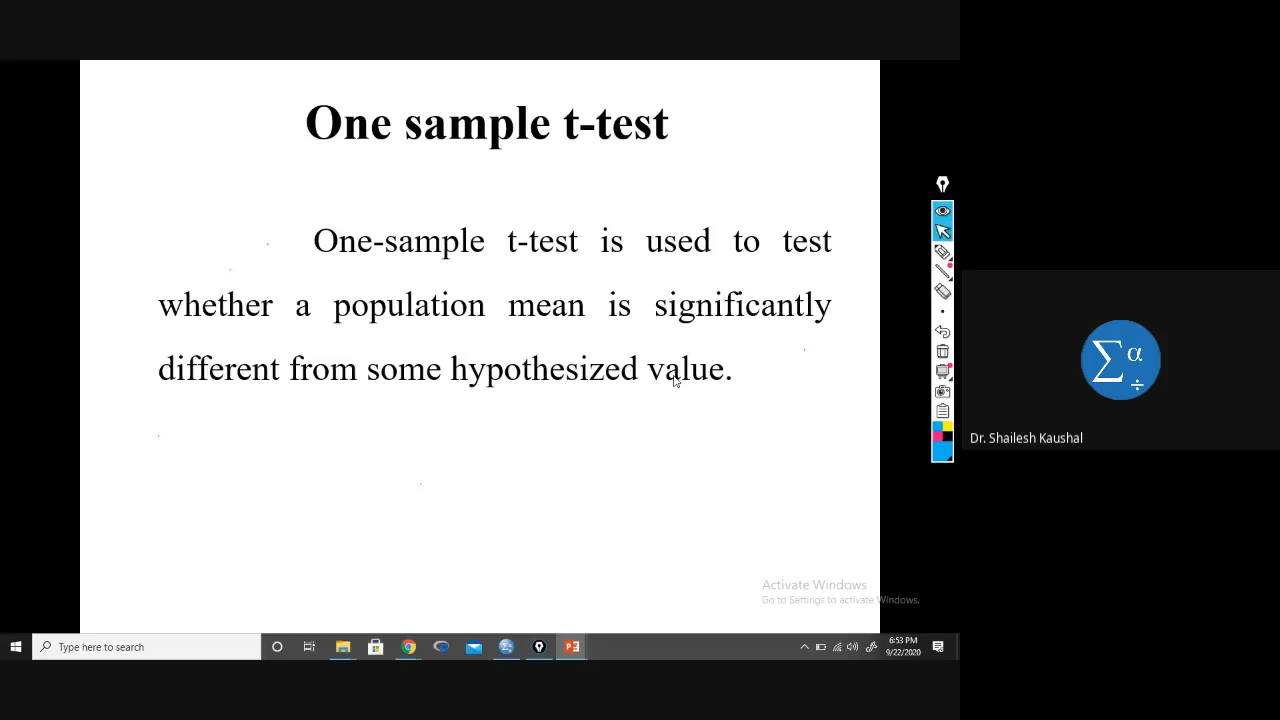 One sample t-test
One-sample t-test is used to test
whether a population mean is significantly
different from some hypothesized value.
Σ α ÷
Dr. Shailesh Kaushal
Activate Windows
Go to Settings to activate Windows.
Type here to search
6:53 PM
9/22/2020